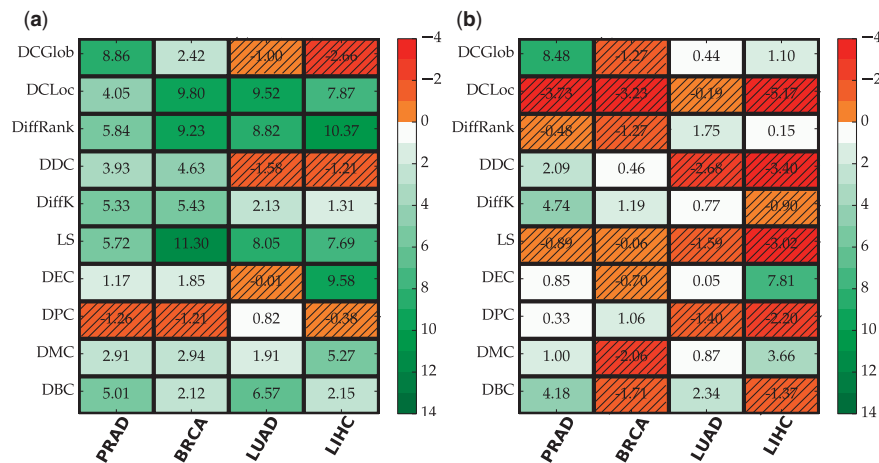 (a)
DCGlob 8.86 2.42 -1.00 -2.66
DCLoc 4.05 9.80 9.52 7.87
DiffRank 5.84 9.23 8.82 10.37
DDC 3.93 4.63 -1.58 -1.21
DiffK 5.33 5.43 2.13 1.31
LS 5.72 11.30 8.05 7.69
DEC 1.17 1.85 -0.01 9.58
DPC -1.26 -1.21 0.82 -0.38
DMC 2.91 2.94 1.91 5.27
DBC 5.01 2.12 6.57 2.15
PRAD BRCA LUAD LIHC
−4
−2
0
2
4
6
8
10
12
14
(b)
DCGlob 8.48 -1.27 0.44 1.10
DCLoc -3.73 -3.23 -0.19 -5.17
DiffRank -0.48 -1.27 1.75 0.15
DDC 2.09 0.46 -2.68 -3.40
DiffK 4.74 1.19 0.77 -0.90
LS -0.89 -0.06 -1.59 -3.02
DEC 0.85 -0.70 0.05 7.81
DPC 0.33 1.06 -1.40 -2.20
DMC 1.00 -2.06 0.87 3.66
DBC 4.18 -1.71 2.34 -1.37
PRAD BRCA LUAD LIHC
−4
−2
0
2
4
6
8
10
12
14